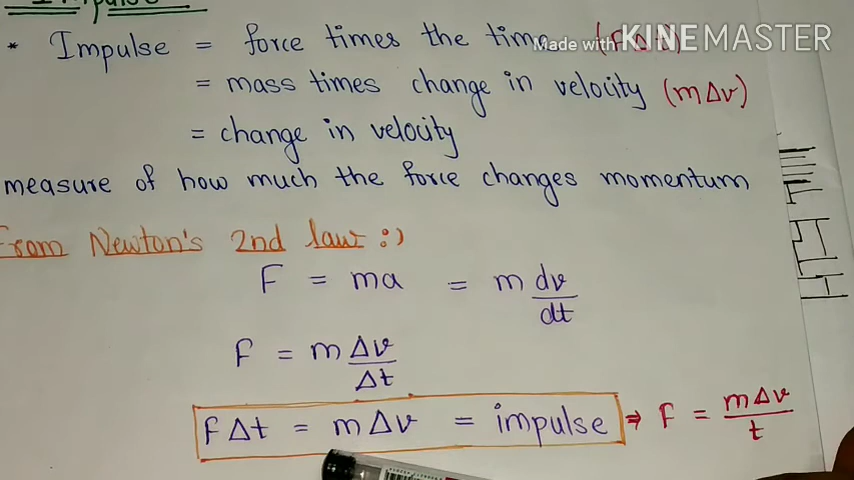 Impulse
* Impulse = force times the time (FΔt)
Made with KINEMASTER
= mass times change in velocity (mΔv)
= change in velocity
measure of how much the force changes momentum
From Newton's 2nd law :)
F = ma = m dv/dt
F = m Δv/Δt
FΔt = mΔv = impulse ⇒ F = mΔv/t